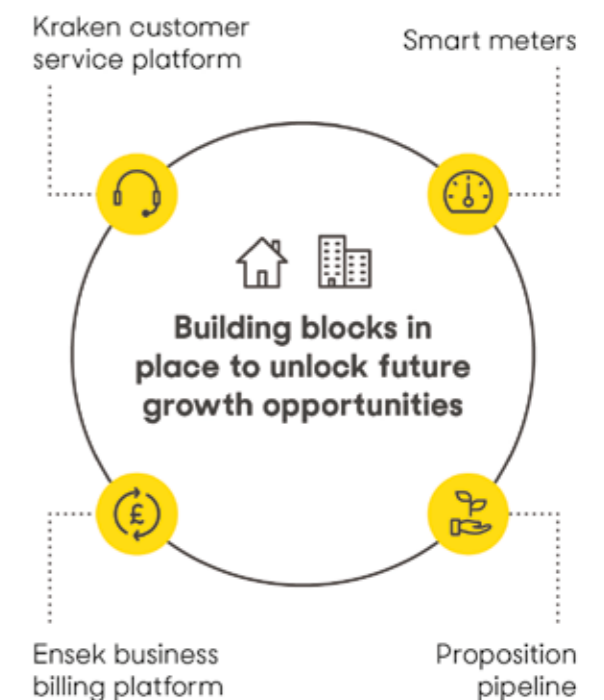 Kraken customer
service platform
Smart meters
Building blocks in
place to unlock future
growth opportunities
£
Ensek business
billing platform
Proposition
pipeline